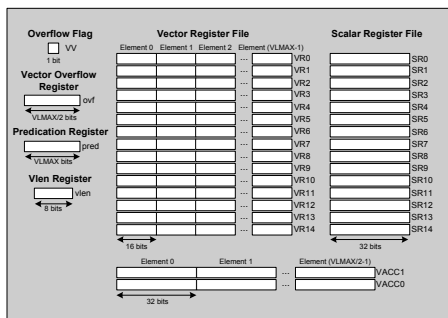 Overflow Flag
VV
1 bit
Vector Overflow
Register
ovf
VLMAX/2 bits
Predication Register
pred
VLMAX bits
Vlen Register
vlen
8 bits
Vector Register File
Element 0 Element 1 Element 2 Element (VLMAX-1)
... VR0
... VR1
... VR2
... VR3
... VR4
... VR5
... VR6
... VR7
... VR8
... VR9
... VR10
... VR11
... VR12
... VR13
... VR14
16 bits
Scalar Register File
SR0
SR1
SR2
SR3
SR4
SR5
SR6
SR7
SR8
SR9
SR10
SR11
SR12
SR13
SR14
32 bits
Element 0 Element 1 Element (VLMAX/2-1)
... VACC1
... VACC0
32 bits